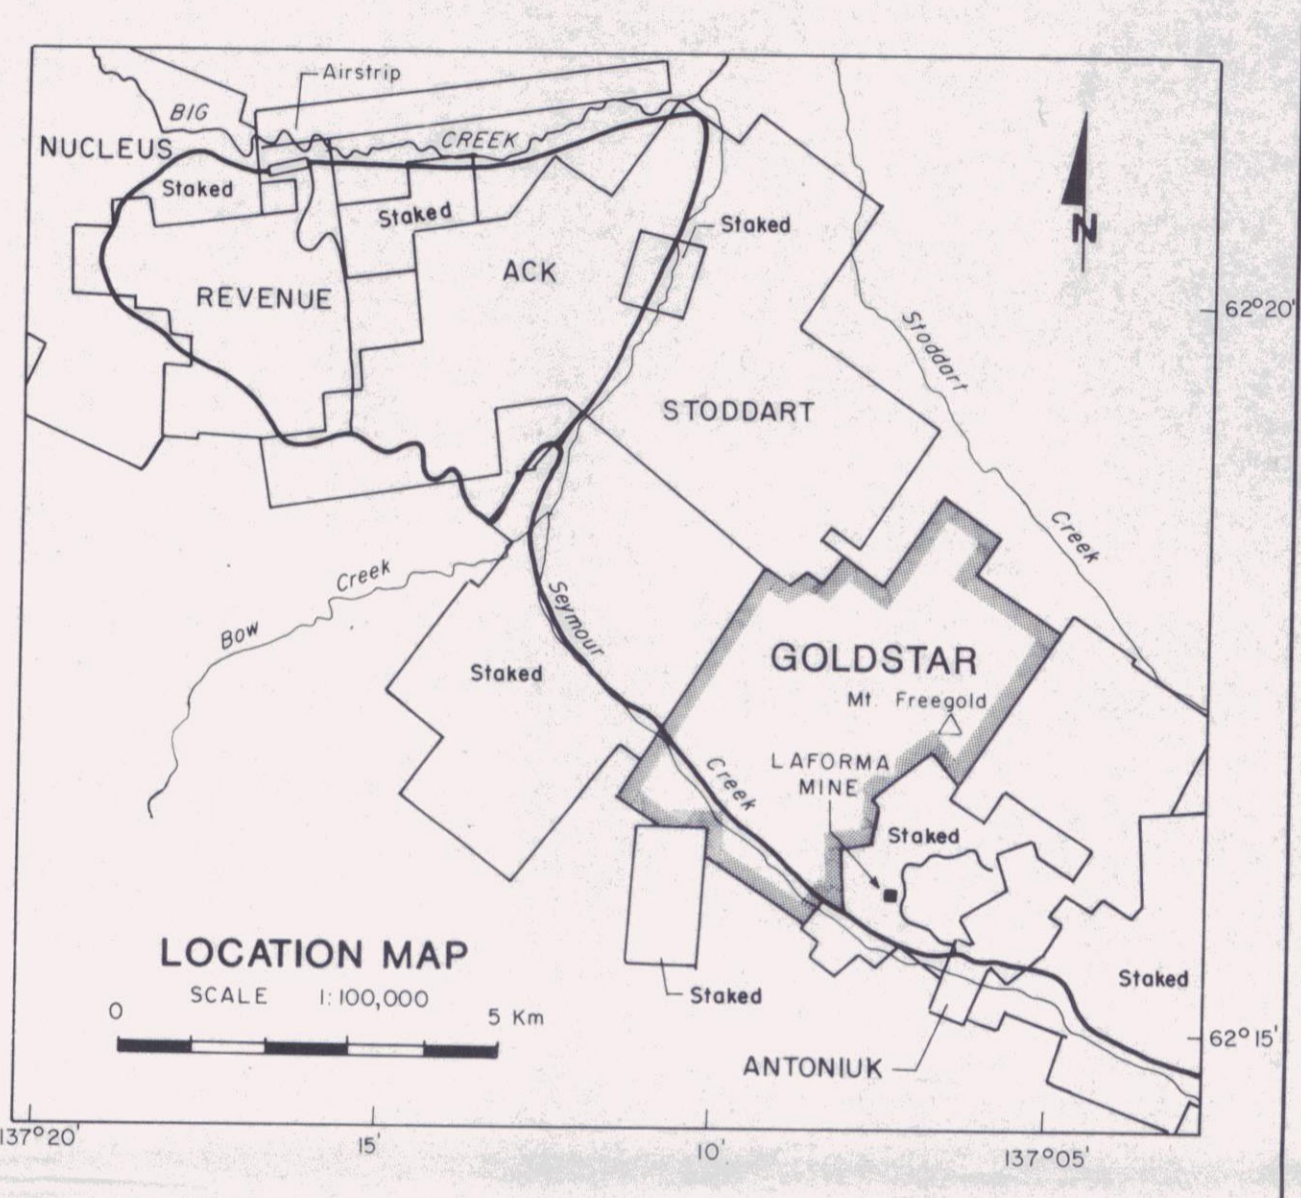 Airstrip
BIG
CREEK
NUCLEUS
Staked
Staked
Staked
ACK
REVENUE
62°20'
Stoddart
STODDART
Creek
Creek
Bow
Seymour
Staked
GOLDSTAR
Mt. Freegold
LAFORMA
MINE
Creek
Staked
LOCATION MAP
SCALE 1:100,000
0 5 Km
Staked
Staked
62°15'
ANTONIUK
137°20'
15'
10'
137°05'
N